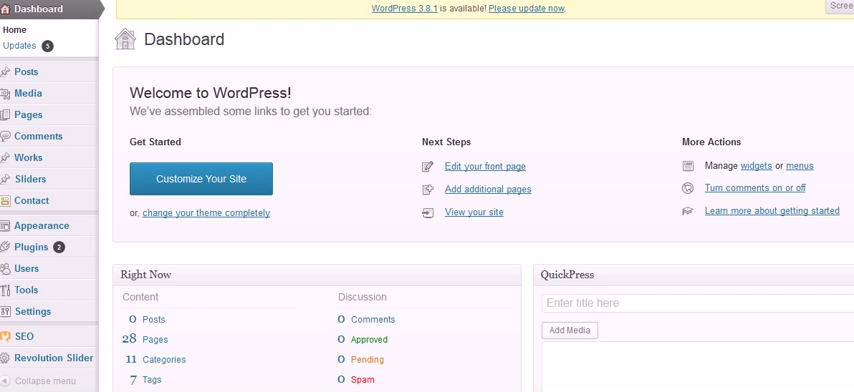 Dashboard
WordPress 3.8.1 is available! Please update now.
Scree
Home
Updates 5
Posts
Media
Pages
Comments
Works
Sliders
Contact
Appearance
Plugins 2
Users
Tools
Settings
SEO
Revolution Slider
Collapse menu
Dashboard
Welcome to WordPress!
We've assembled some links to get you started:
Get Started
Customize Your Site
or, change your theme completely
Next Steps
Edit your front page
Add additional pages
View your site
More Actions
Manage widgets or menus
Turn comments on or off
Learn more about getting started
Right Now
Content
0 Posts
28 Pages
11 Categories
7 Tags
Discussion
0 Comments
0 Approved
0 Pending
0 Spam
QuickPress
Enter title here
Add Media